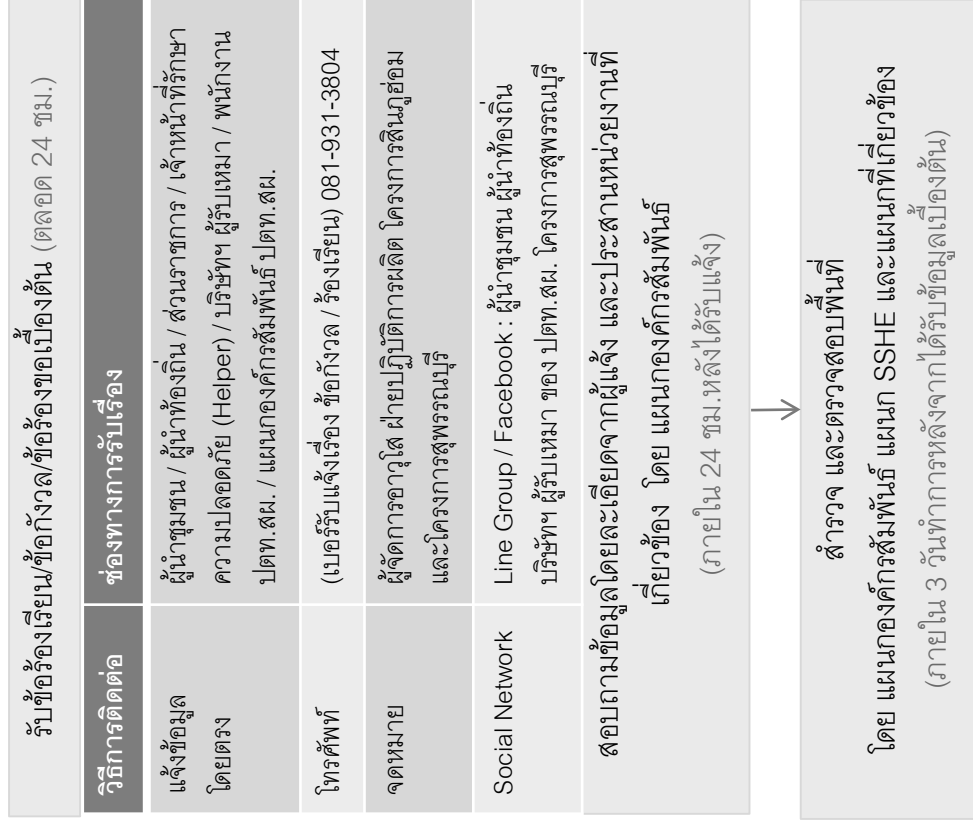 รับข้อร้องเรียน/ข้อกังวล/ข้อร้องขอเบื้องต้น (ตลอด 24 ชม.)
วิธีการติดต่อ
ช่องทางการรับเรื่อง
แจ้งข้อมูล
โดยตรง
ผู้นำชุมชน / ผู้นำท้องถิ่น / ส่วนราชการ / เจ้าหน้าที่รักษา
ความปลอดภัย (Helper) / บริษัทฯ ผู้รับเหมา / พนักงาน
ปตท.สผ. / แผนกองค์กรสัมพันธ์ ปตท.สผ.
โทรศัพท์
(เบอร์รับแจ้งเรื่อง ข้อกังวล / ร้องเรียน) 081-931-3804
จดหมาย
ผู้จัดการอาวุโส ฝ่ายปฏิบัติการผลิต โครงการสินภูฮ่อม
และโครงการสุพรรณบุรี
Social Network
Line Group / Facebook : ผู้นำชุมชน ผู้นำท้องถิ่น
บริษัทฯ ผู้รับเหมา ของ ปตท.สผ. โครงการสุพรรณบุรี
สอบถามข้อมูลโดยละเอียดจากผู้แจ้ง และประสานหน่วยงานที่
เกี่ยวข้อง โดย แผนกองค์กรสัมพันธ์
(ภายใน 24 ชม.หลังได้รับแจ้ง)
สำรวจ และตรวจสอบพื้นที่
โดย แผนกองค์กรสัมพันธ์ แผนก SSHE และแผนกที่เกี่ยวข้อง
(ภายใน 3 วันทำการหลังจากได้รับข้อมูลเบื้องต้น)